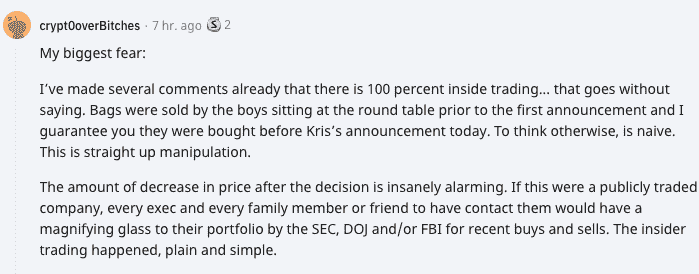 crypt0overBitches · 7 hr. ago S 2
My biggest fear:
I’ve made several comments already that there is 100 percent inside trading... that goes without
saying. Bags were sold by the boys sitting at the round table prior to the first announcement and I
guarantee you they were bought before Kris’s announcement today. To think otherwise, is naive.
This is straight up manipulation.
The amount of decrease in price after the decision is insanely alarming. If this were a publicly traded
company, every exec and every family member or friend to have contact them would have a
magnifying glass to their portfolio by the SEC, DOJ and/or FBI for recent buys and sells. The insider
trading happened, plain and simple.